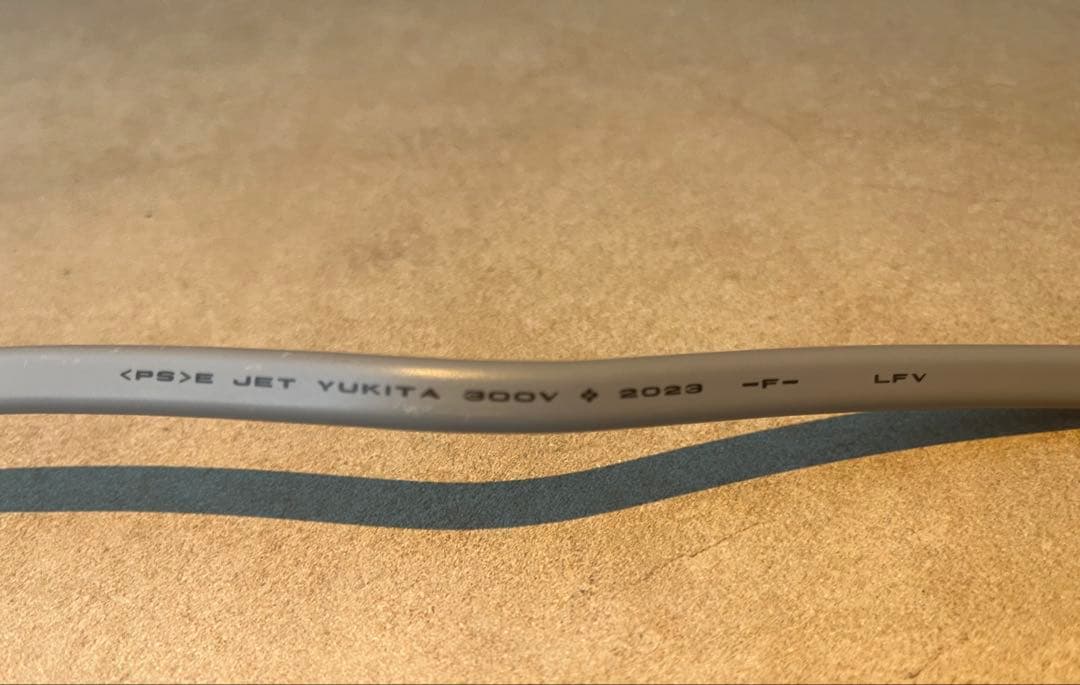 <PS>E JET YUKITA 300V ❖ 2023 -F- LFV